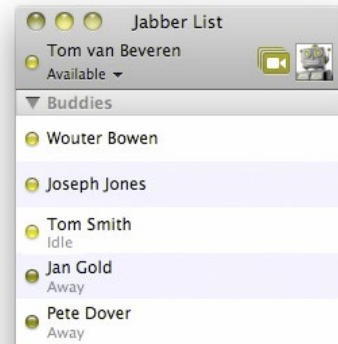 Jabber List
Tom van Beveren
Available
Buddies
Wouter Bowen
Joseph Jones
Tom Smith
Idle
Jan Gold
Away
Pete Dover
Away